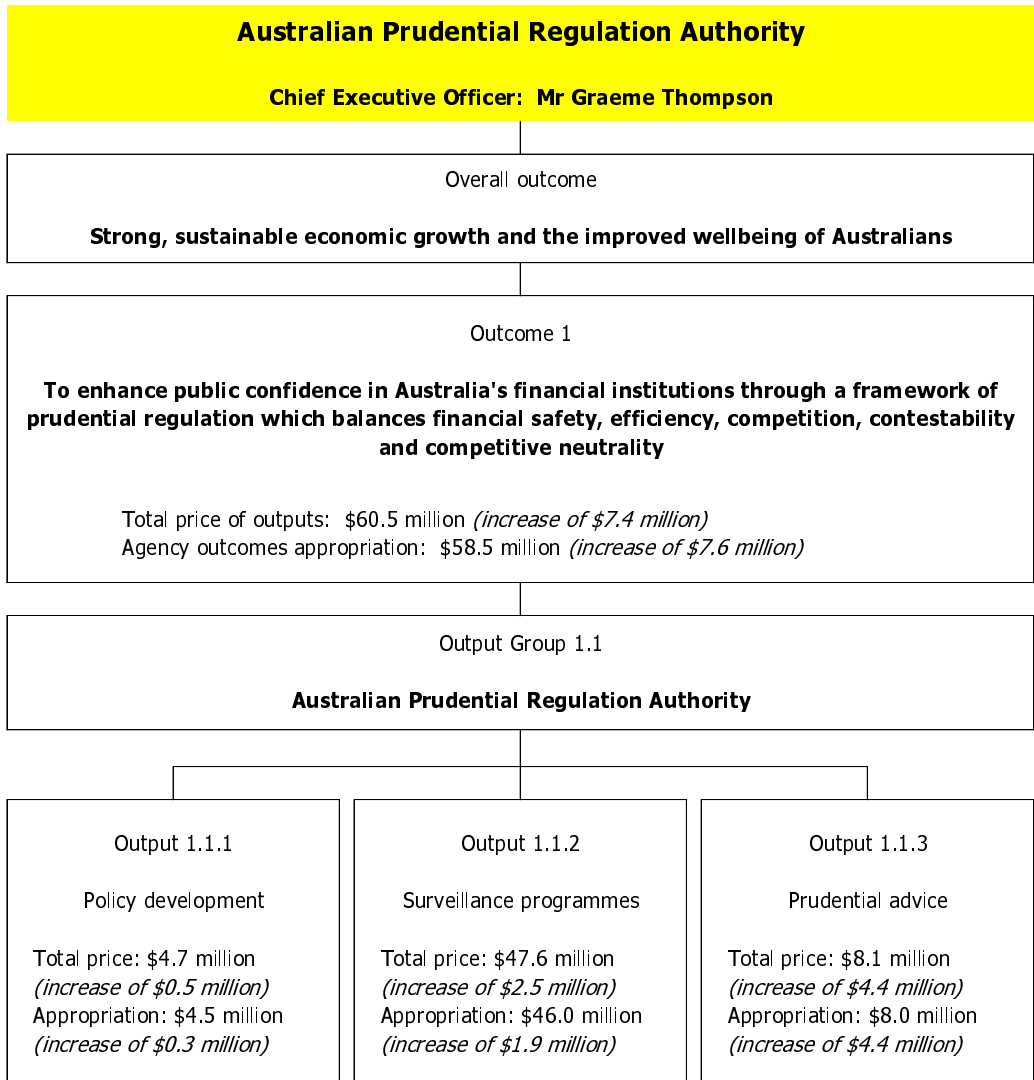 Australian Prudential Regulation Authority
Chief Executive Officer:  Mr Graeme Thompson
Overall outcome
Strong, sustainable economic growth and the improved wellbeing of Australians
Outcome 1
To enhance public confidence in Australia's financial institutions through a framework of
prudential regulation which balances financial safety, efficiency, competition, contestability
and competitive neutrality
Total price of outputs:  $60.5 million (increase of $7.4 million)
Agency outcomes appropriation:  $58.5 million (increase of $7.6 million)
Output Group 1.1
Australian Prudential Regulation Authority
Output 1.1.1
Policy development
Total price: $4.7 million
(increase of $0.5 million)
Appropriation: $4.5 million
(increase of $0.3 million)
Output 1.1.2
Surveillance programmes
Total price: $47.6 million
(increase of $2.5 million)
Appropriation: $46.0 million
(increase of $1.9 million)
Output 1.1.3
Prudential advice
Total price: $8.1 million
(increase of $4.4 million)
Appropriation: $8.0 million
(increase of $4.4 million)